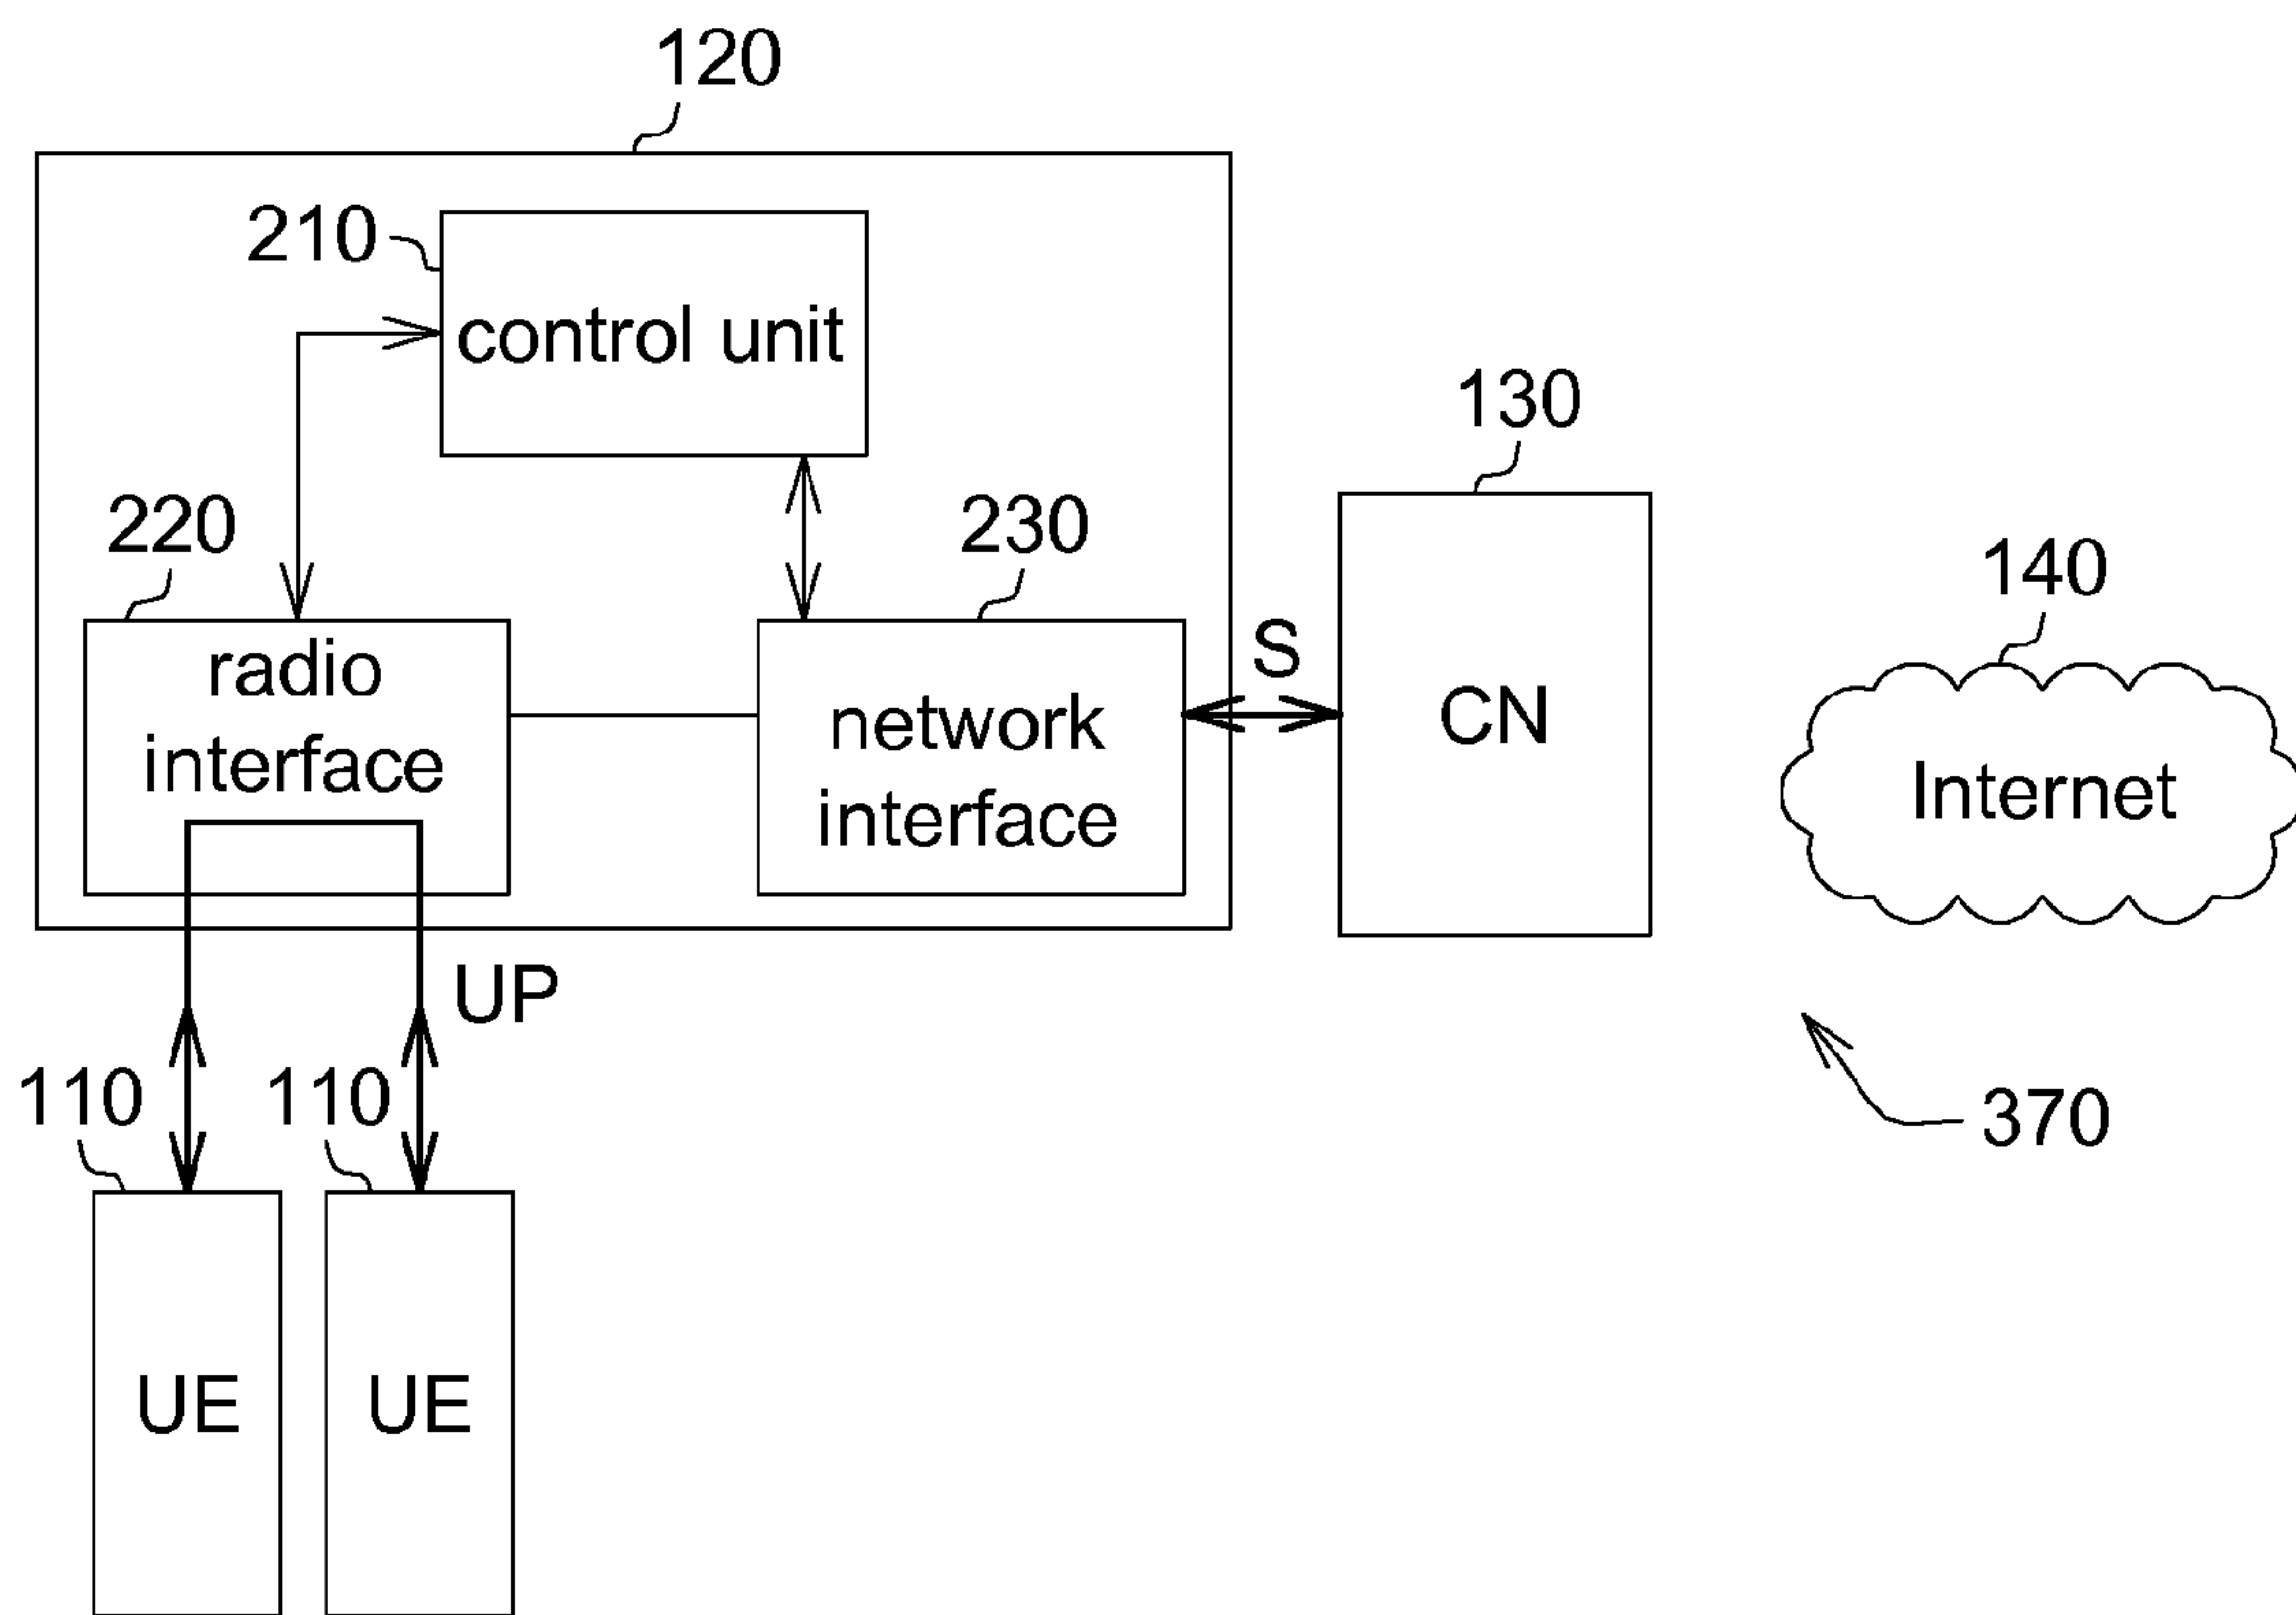 120
210
control unit
130
220
230
140
S
radio
interface
network
interface
CN
Internet
UP
110
110
370
UE
UE